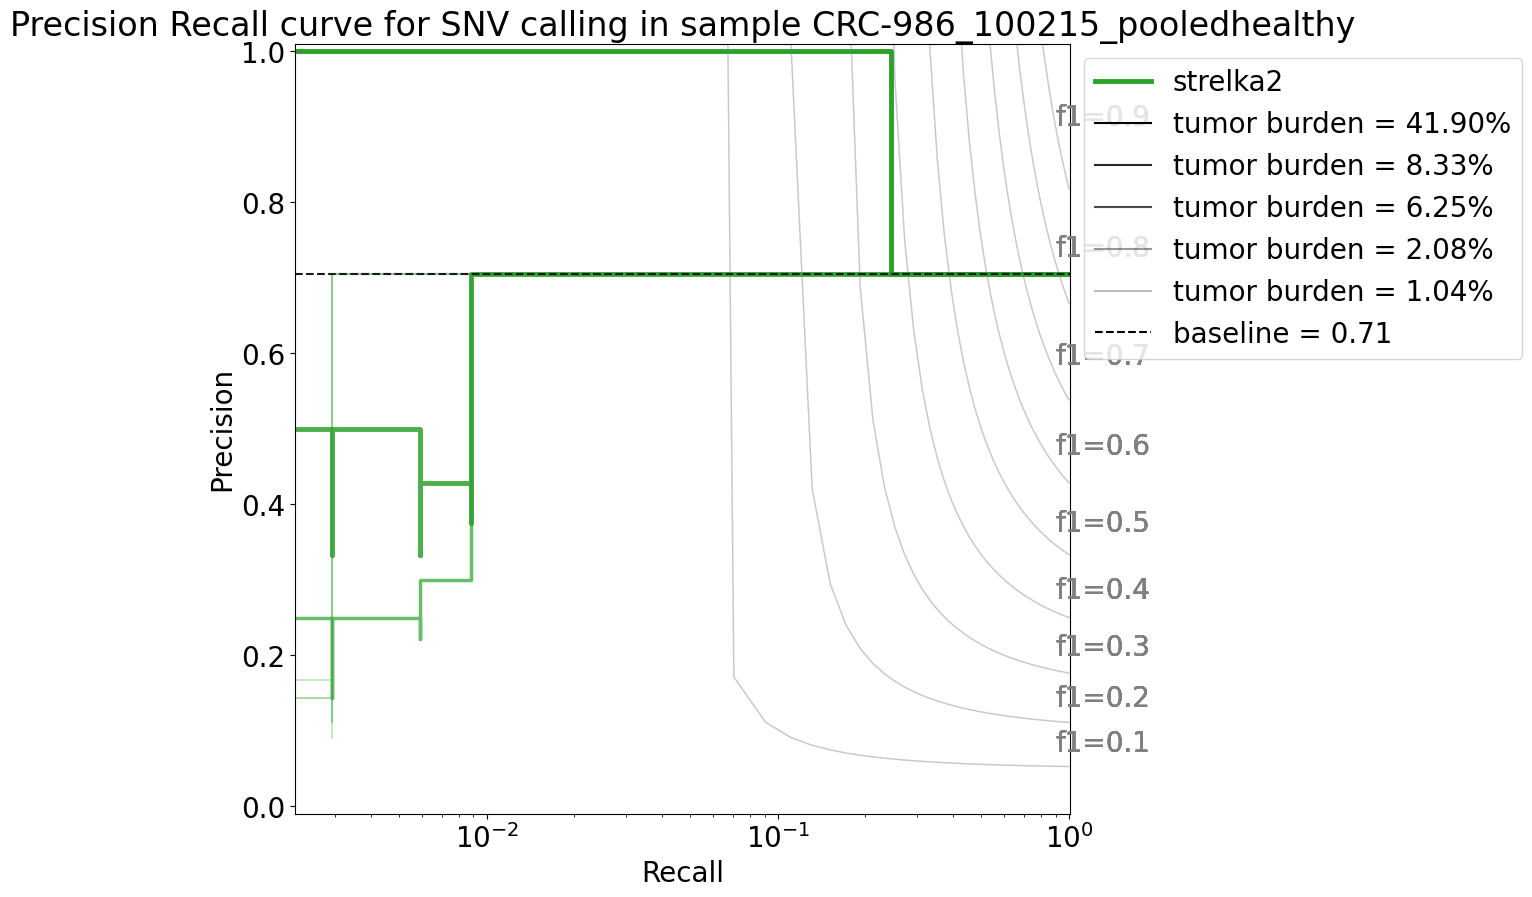 Precision Recall curve for SNV calling in sample CRC-986_100215_pooledhealthy
1.0
0.8
0.6
0.4
0.2
0.0
Precision
10⁻²
10⁻¹
10⁰
Recall
f1=0.9
f1=0.8
f1=0.7
f1=0.6
f1=0.5
f1=0.4
f1=0.3
f1=0.2
f1=0.1
strelka2
tumor burden = 41.90%
tumor burden = 8.33%
tumor burden = 6.25%
tumor burden = 2.08%
tumor burden = 1.04%
baseline = 0.71